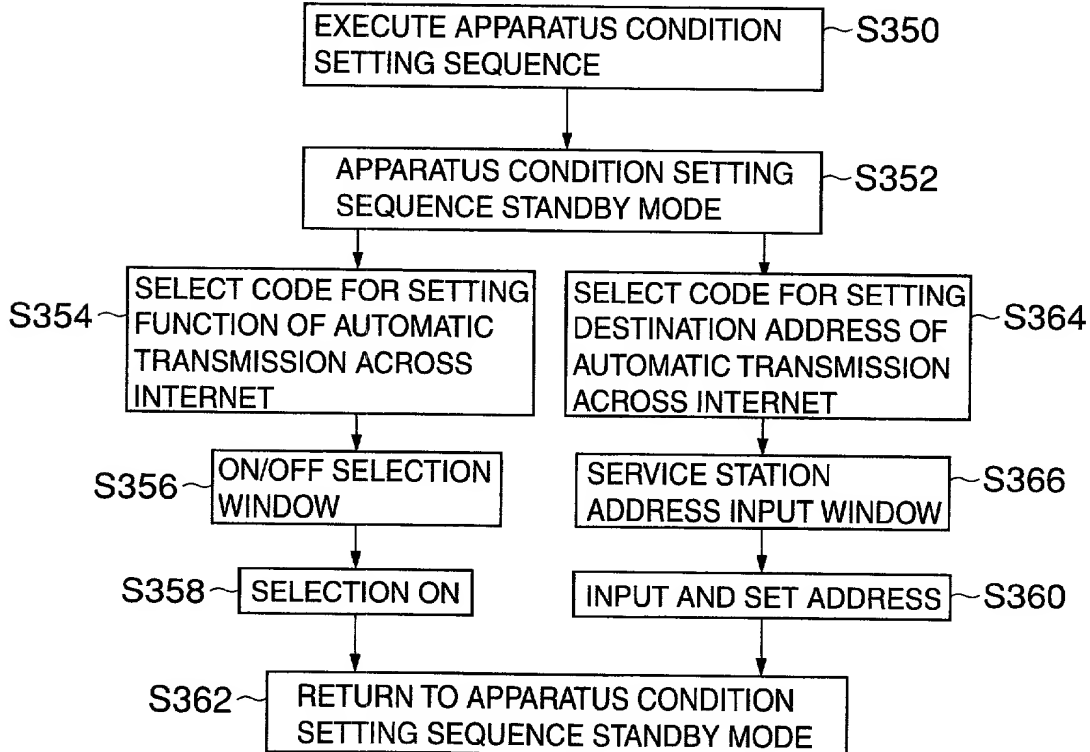 EXECUTE APPARATUS CONDITION
SETTING SEQUENCE
~S350
APPARATUS CONDITION SETTING
SEQUENCE STANDBY MODE
~S352
S354~
SELECT CODE FOR SETTING
FUNCTION OF AUTOMATIC
TRANSMISSION ACROSS
INTERNET
SELECT CODE FOR SETTING
DESTINATION ADDRESS OF
AUTOMATIC TRANSMISSION
ACROSS INTERNET
~S364
S356~
ON/OFF SELECTION
WINDOW
SERVICE STATION
ADDRESS INPUT WINDOW
~S366
S358~
SELECTION ON
INPUT AND SET ADDRESS
~S360
S362~
RETURN TO APPARATUS CONDITION
SETTING SEQUENCE STANDBY MODE